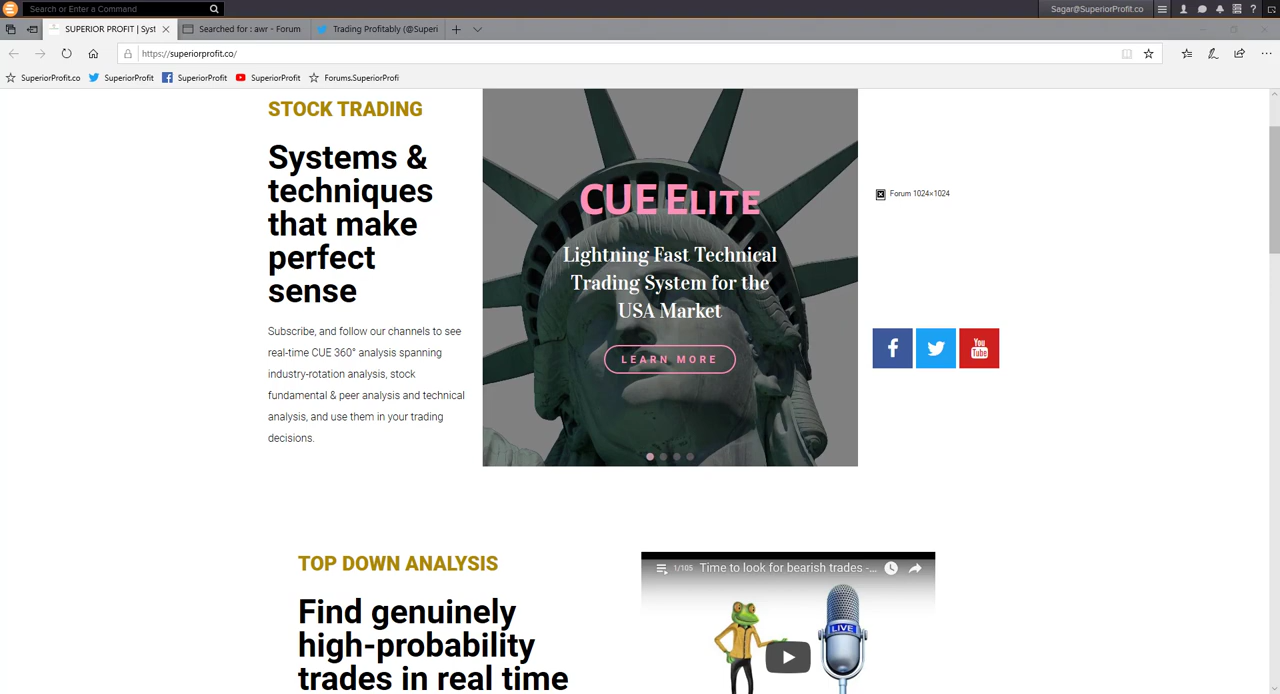 Search or Enter a Command
Sagar@SuperiorProfit.co
?
SUPERIOR PROFIT | Syst
Searched for : awr - Forum
Trading Profitably (@Superi
https://superiorprofit.co/
SuperiorProfit.co
SuperiorProfit
SuperiorProfit
SuperiorProfit
Forums.SuperiorProfi
STOCK TRADING
Systems &
techniques
that make
perfect
sense
Subscribe, and follow our channels to see
real-time CUE 360° analysis spanning
industry-rotation analysis, stock
fundamental & peer analysis and technical
analysis, and use them in your trading
decisions.
CUE ELITE
Lightning Fast Technical
Trading System for the
USA Market
LEARN MORE
Forum 1024×1024
You
Tube
TOP DOWN ANALYSIS
Find genuinely
high-probability
trades in real time
1/105 Time to look for bearish trades -...
LIVE